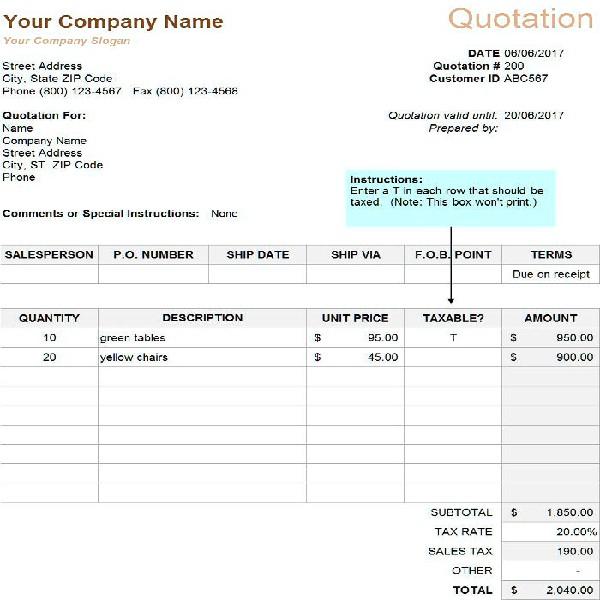 Your Company Name
Quotation
Your Company Slogan
DATE 06/06/2017
Street Address
Quotation # 200
City, State ZIP Code
Customer ID ABC567
Phone (800) 123-4567 Fax (800) 123-4568
Quotation For:
Quotation valid until: 20/06/2017
Name
Prepared by:
Company Name
Street Address
City, ST ZIP Code
Phone
Instructions:
Enter a T in each row that should be
taxed. (Note: This box won't print.)
Comments or Special Instructions: None
SALESPERSON P.O. NUMBER SHIP DATE SHIP VIA F.O.B. POINT TERMS
Due on receipt
QUANTITY DESCRIPTION UNIT PRICE TAXABLE? AMOUNT
10 green tables $ 95.00 T $ 950.00
20 yellow chairs $ 45.00 $ 900.00
SUBTOTAL $ 1,850.00
TAX RATE 20.00%
SALES TAX 190.00
OTHER -
TOTAL $ 2,040.00